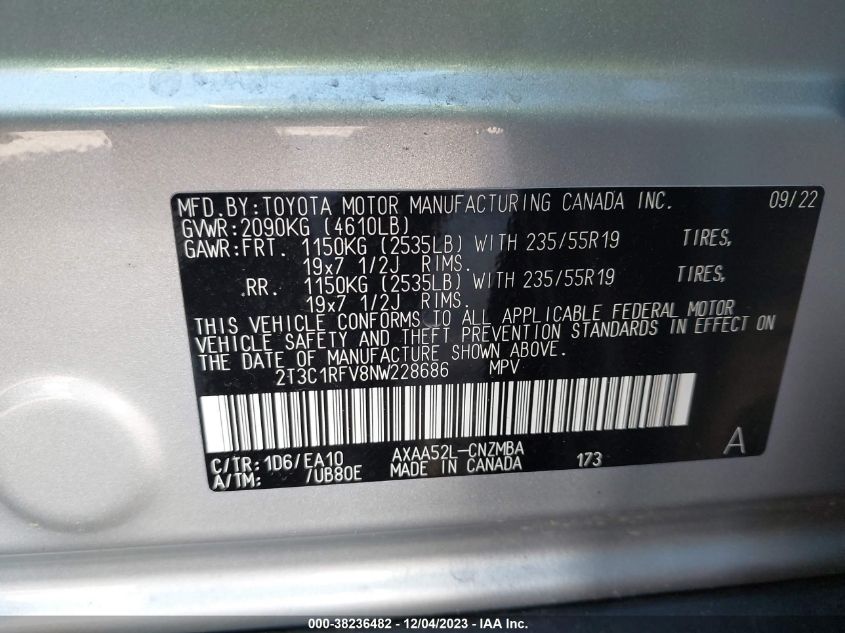 MFD.BY:TOYOTA MOTOR MANUFACTURING CANADA INC. 09/22
GVWR:2090KG (4610LB)
GAWR:FRT. 1150KG (2535LB) WITH 235/55R19 TIRES,
19x7 1/2J RIMS.
.RR. 1150KG (2535LB) WITH 235/55R19 TIRES,
19x7 1/2J RIMS.
THIS VEHICLE CONFORMS TO ALL APPLICABLE FEDERAL MOTOR
VEHICLE SAFETY AND THEFT PREVENTION STANDARDS IN EFFECT ON
THE DATE OF MANUFACTURE SHOWN ABOVE.
2T3C1RFV8NW228686 MPV
C/TR: 1D6/EA10 AXAA52L-CNZMBA 173 A
A/TM: /UB80E MADE IN CANADA
000-38236482 - 12/04/2023 - IAA Inc.